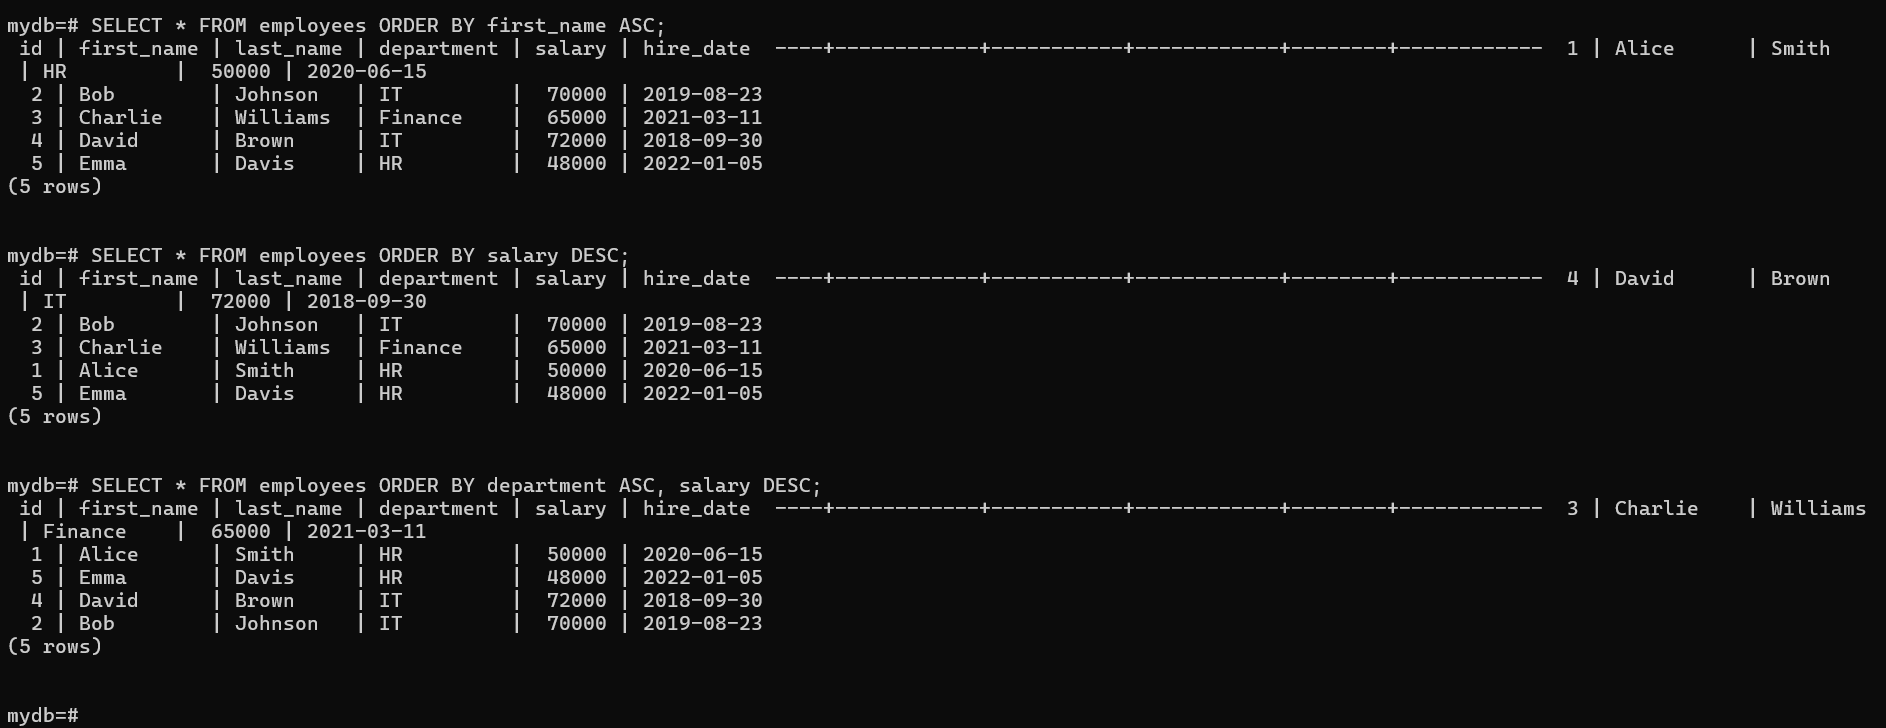 mydb=# SELECT * FROM employees ORDER BY first_name ASC;
 id | first_name | last_name | department | salary | hire_date  ----+------------+-----------+------------+--------+------------  1 | Alice      | Smith
 | HR         |  50000 | 2020-06-15
  2 | Bob        | Johnson   | IT         |  70000 | 2019-08-23
  3 | Charlie    | Williams  | Finance    |  65000 | 2021-03-11
  4 | David      | Brown     | IT         |  72000 | 2018-09-30
  5 | Emma       | Davis     | HR         |  48000 | 2022-01-05
(5 rows)
mydb=# SELECT * FROM employees ORDER BY salary DESC;
 id | first_name | last_name | department | salary | hire_date  ----+------------+-----------+------------+--------+------------  4 | David      | Brown
 | IT         |  72000 | 2018-09-30
  2 | Bob        | Johnson   | IT         |  70000 | 2019-08-23
  3 | Charlie    | Williams  | Finance    |  65000 | 2021-03-11
  1 | Alice      | Smith     | HR         |  50000 | 2020-06-15
  5 | Emma       | Davis     | HR         |  48000 | 2022-01-05
(5 rows)
mydb=# SELECT * FROM employees ORDER BY department ASC, salary DESC;
 id | first_name | last_name | department | salary | hire_date  ----+------------+-----------+------------+--------+------------  3 | Charlie    | Williams
 | Finance    |  65000 | 2021-03-11
  1 | Alice      | Smith     | HR         |  50000 | 2020-06-15
  5 | Emma       | Davis     | HR         |  48000 | 2022-01-05
  4 | David      | Brown     | IT         |  72000 | 2018-09-30
  2 | Bob        | Johnson   | IT         |  70000 | 2019-08-23
(5 rows)
mydb=#